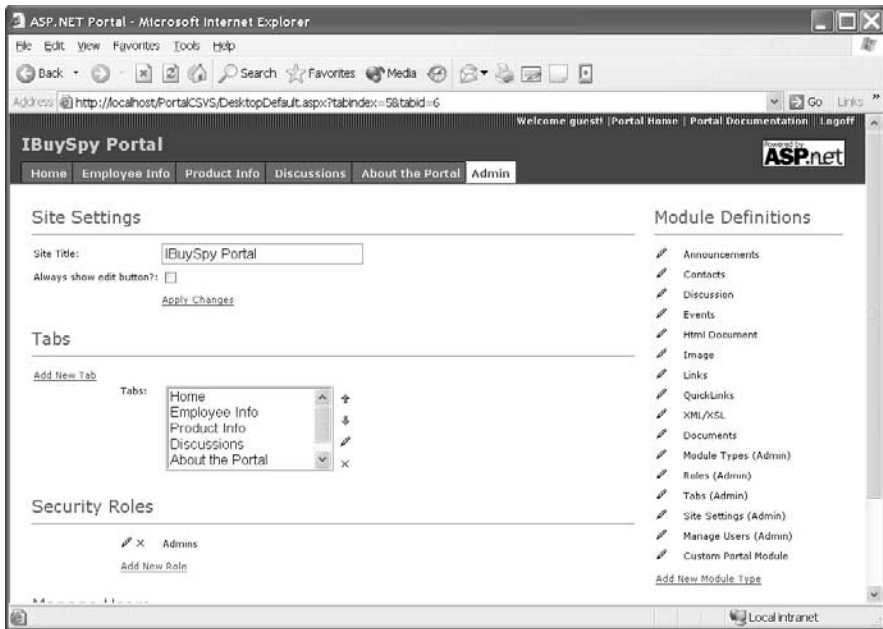 ASP.NET Portal - Microsoft Internet Explorer
File Edit View Favorites Tools Help
Back Search Favorites Media
Address http://localhost/PortalCSVS/DesktopDefault.aspx?tabindex=5&tabid=6 Go Links »
Welcome guest! |Portal Home | Portal Documentation | Logoff
IBuySpy Portal
Powered by
ASP.net
Home Employee Info Product Info Discussions About the Portal Admin
Site Settings
Site Title: IBuySpy Portal
Always show edit button?:
Apply Changes
Tabs
Add New Tab
Tabs:
Home
Employee Info
Product Info
Discussions
About the Portal
Security Roles
Admins
Add New Role
Manage Users
Module Definitions
Announcements
Contacts
Discussion
Events
Html Document
Image
Links
QuickLinks
XML/XSL
Documents
Module Types (Admin)
Roles (Admin)
Tabs (Admin)
Site Settings (Admin)
Manage Users (Admin)
Custom Portal Module
Add New Module Type
Local intranet